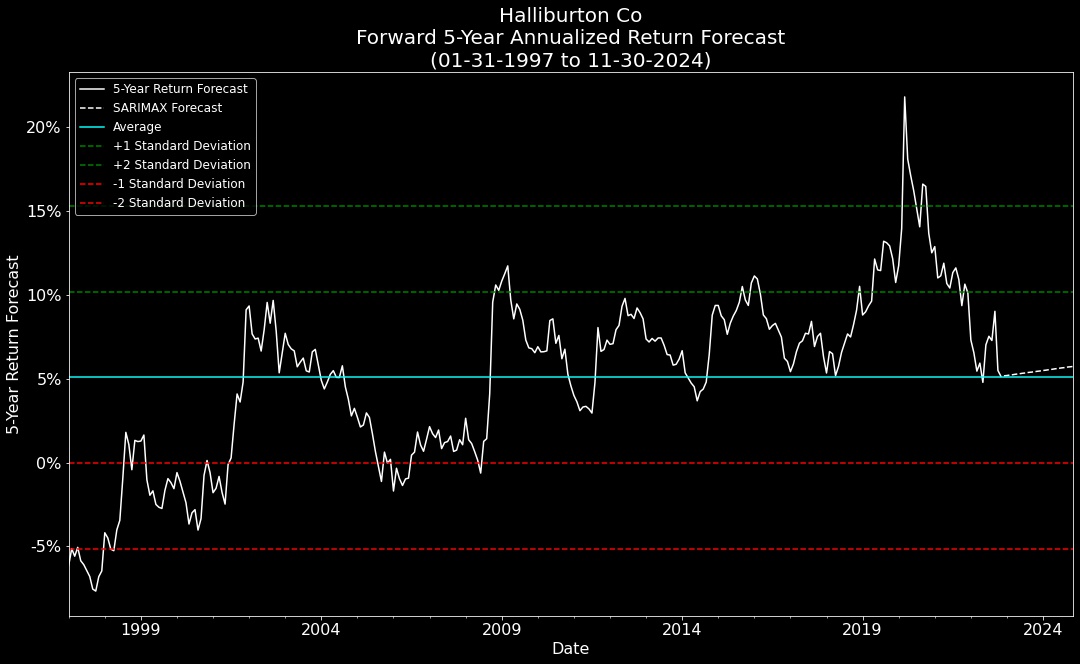 Halliburton Co
Forward 5-Year Annualized Return Forecast
(01-31-1997 to 11-30-2024)
5-Year Return Forecast
SARIMAX Forecast
Average
+1 Standard Deviation
+2 Standard Deviation
-1 Standard Deviation
-2 Standard Deviation
20%
15%
10%
5%
0%
-5%
5-Year Return Forecast
1999
2004
2009
2014
2019
2024
Date